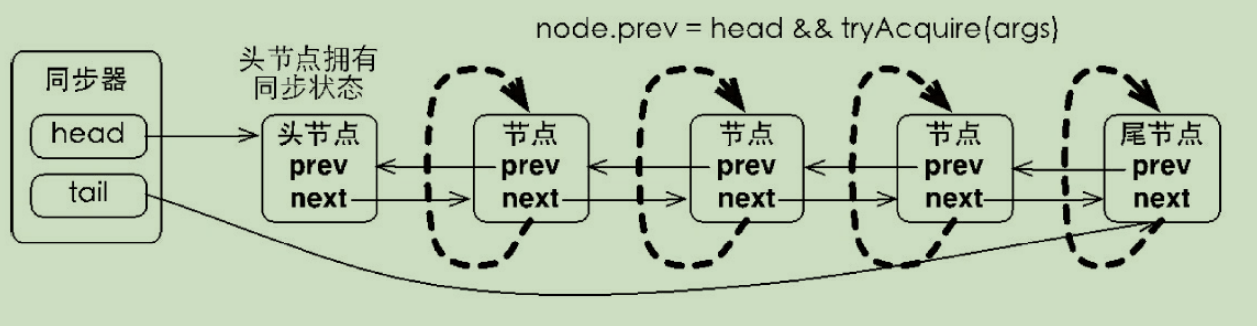 node.prev = head && tryAcquire(args)
同步器
head
tail
头节点拥有
同步状态
头节点
prev
next
节点
prev
next
节点
prev
next
节点
prev
next
尾节点
prev
next